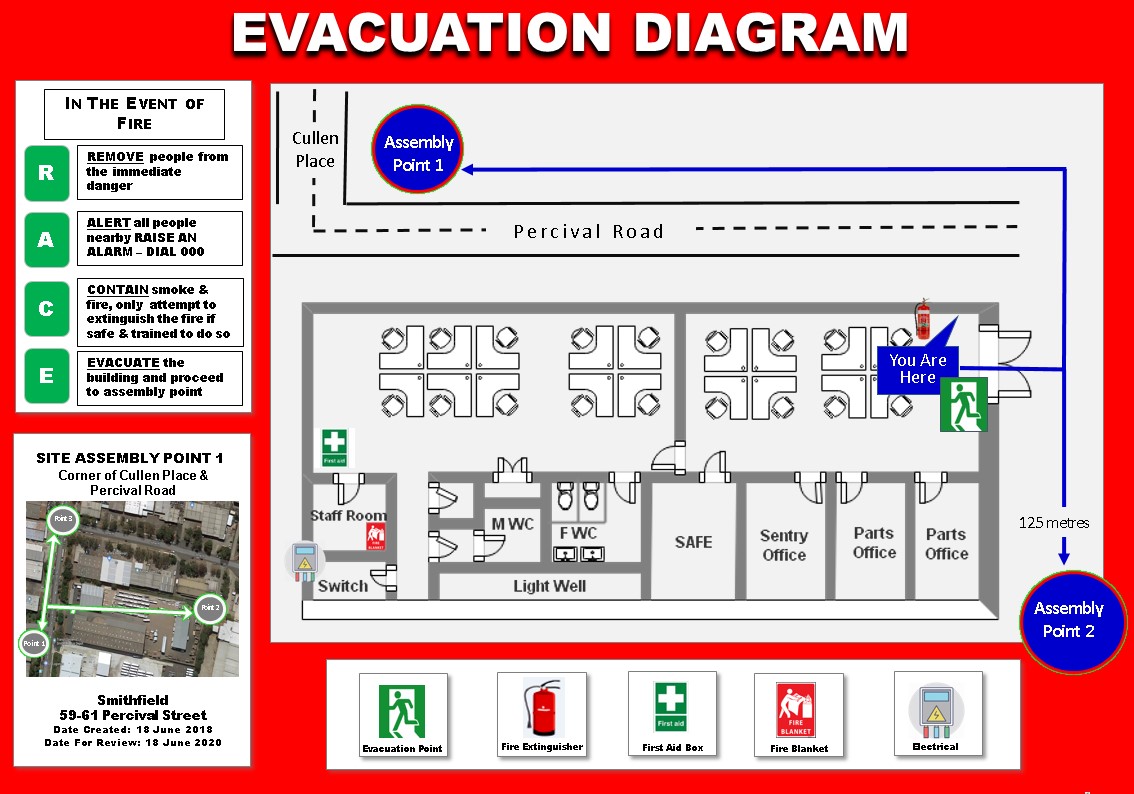 EVACUATION DIAGRAM
IN THE EVENT OF
FIRE
R
REMOVE people from
the immediate
danger
A
ALERT all people
nearby RAISE AN
ALARM – DIAL 000
C
CONTAIN smoke &
fire, only attempt to
extinguish the fire if
safe & trained to do so
E
EVACUATE the
building and proceed
to assembly point
SITE ASSEMBLY POINT 1
Corner of Cullen Place &
Percival Road
Point 3
Point 2
Point 1
Smithfield
59-61 Percival Street
Date Created: 18 June 2018
Date For Review: 18 June 2020
Cullen
Place
Assembly
Point 1
Percival Road
You Are
Here
First aid
Staff Room
FIRE
BLANKET
Switch
M WC
F WC
Light Well
SAFE
Sentry
Office
Parts
Office
Parts
Office
125 metres
Assembly
Point 2
Evacuation Point
Fire Extinguisher
First aid
First Aid Box
FIRE
BLANKET
Fire Blanket
Electrical